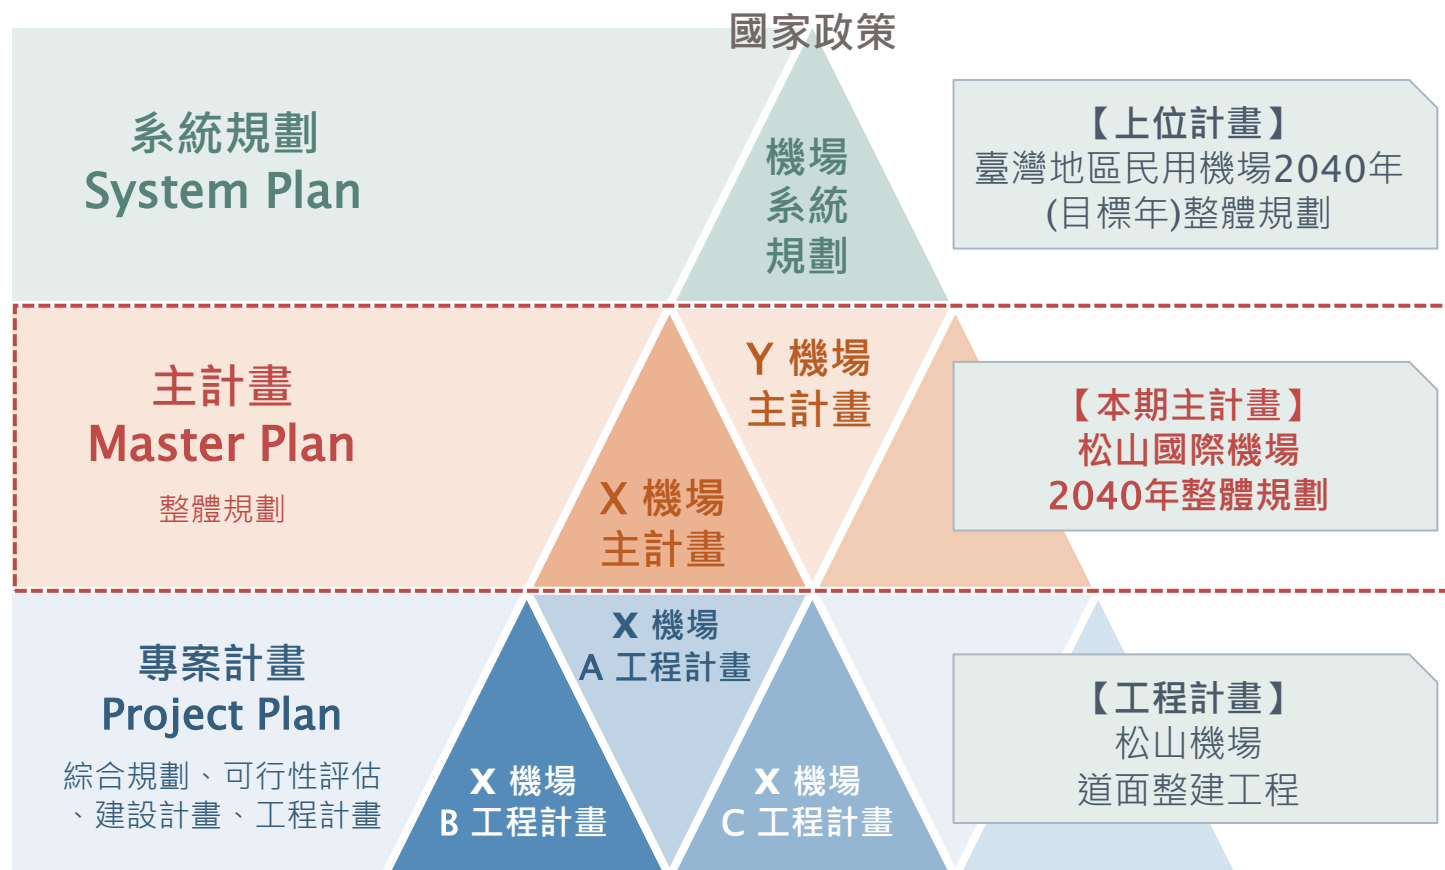 國家政策
系統規劃
System Plan
機場
系統
規劃
【上位計畫】
臺灣地區民用機場2040年
(目標年)整體規劃
主計畫
Master Plan
整體規劃
Y 機場
主計畫
X 機場
主計畫
【本期主計畫】
松山國際機場
2040年整體規劃
專案計畫
Project Plan
綜合規劃、可行性評估
、建設計畫、工程計畫
X 機場
A 工程計畫
X 機場
B 工程計畫
X 機場
C 工程計畫
【工程計畫】
松山機場
道面整建工程